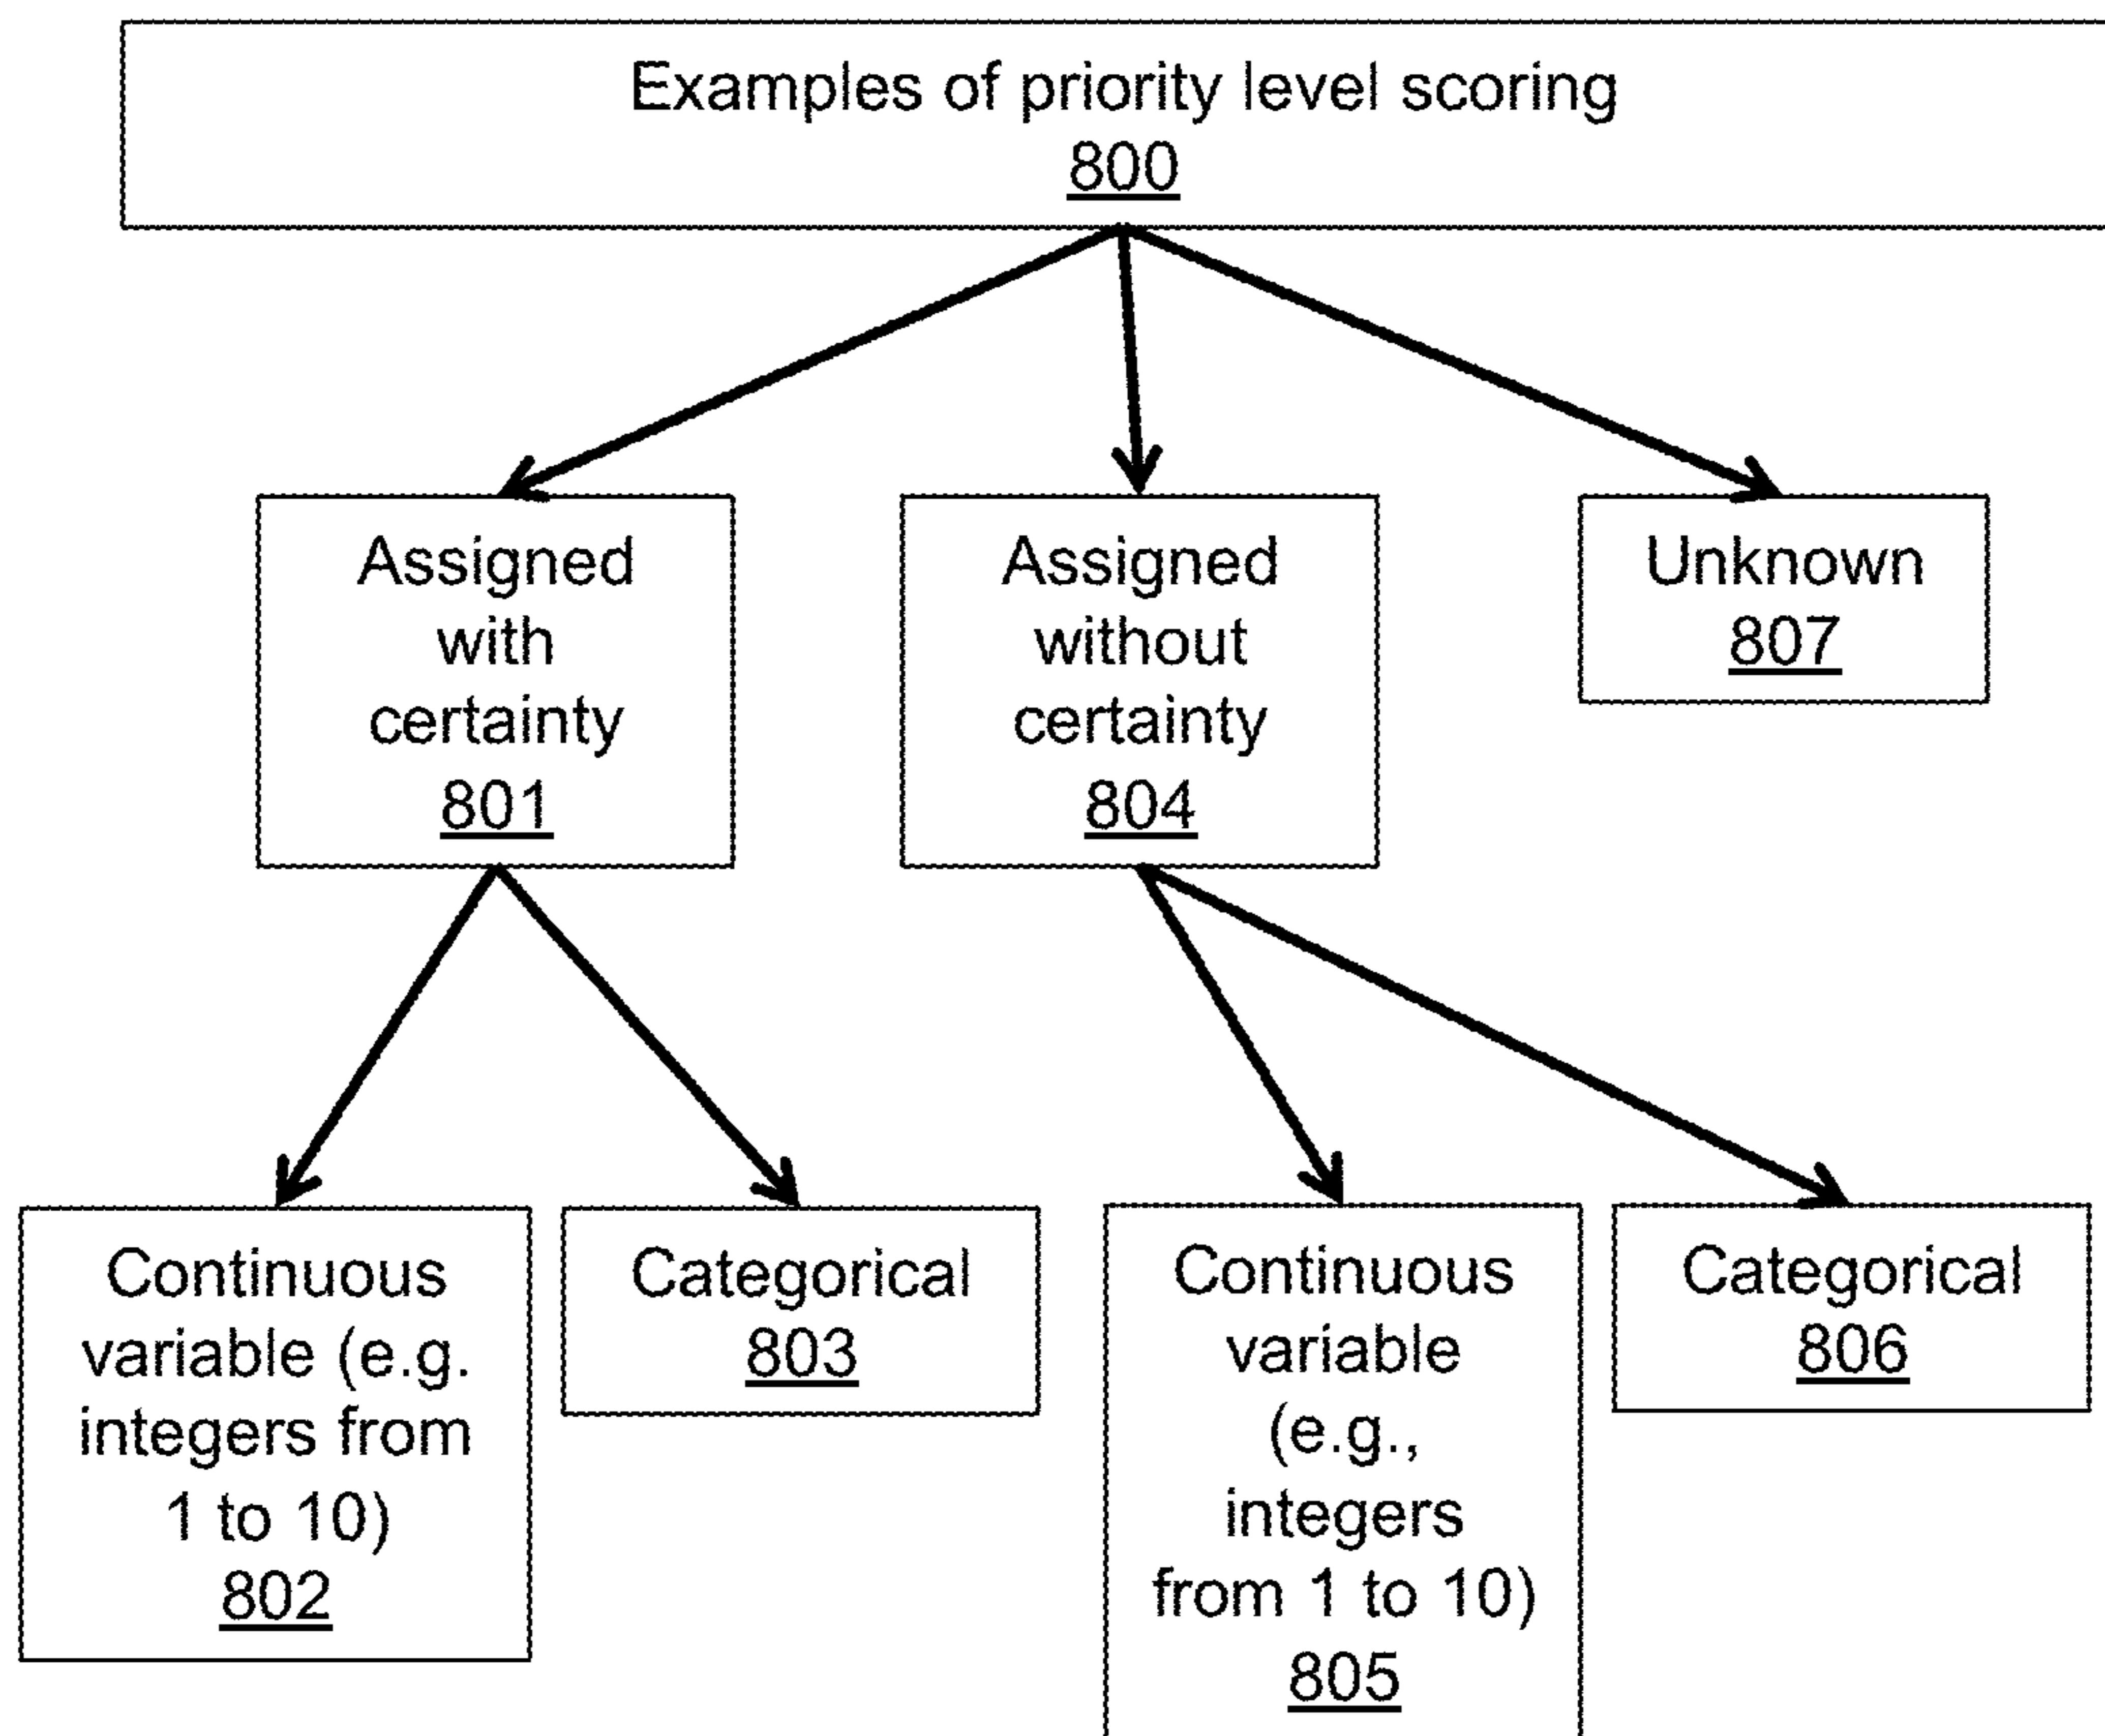 Examples of priority level scoring
800
Assigned
with
certainty
801
Assigned
without
certainty
804
Unknown
807
Continuous
variable (e.g.
integers from
1 to 10)
802
Categorical
803
Continuous
variable
(e.g.,
integers
from 1 to 10)
805
Categorical
806